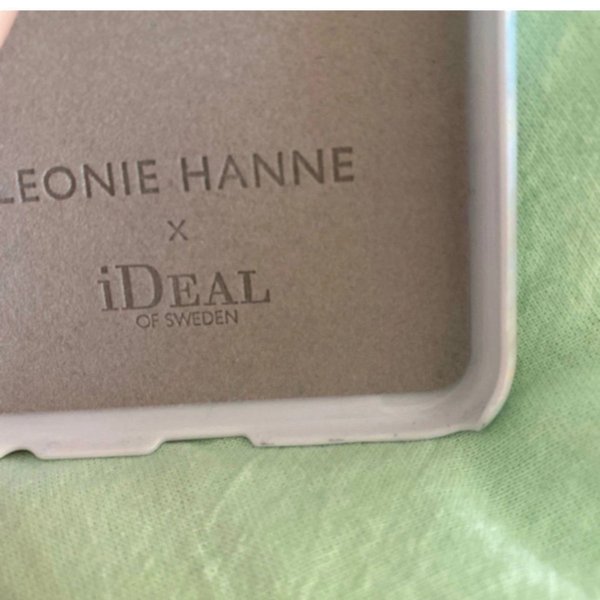 LEONIE HANNE
X
iDEAL
OF SWEDEN